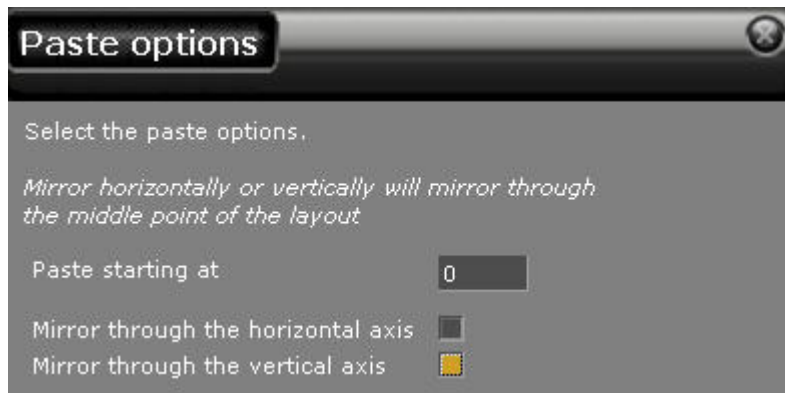 Paste options
Select the paste options.
Mirror horizontally or vertically will mirror through
the middle point of the layout
Paste starting at 0
Mirror through the horizontal axis
Mirror through the vertical axis